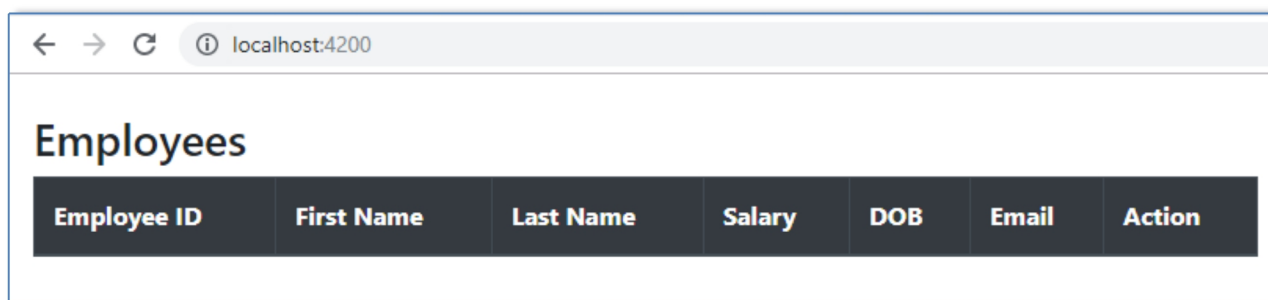 localhost:4200
Employees
Employee ID First Name Last Name Salary DOB Email Action